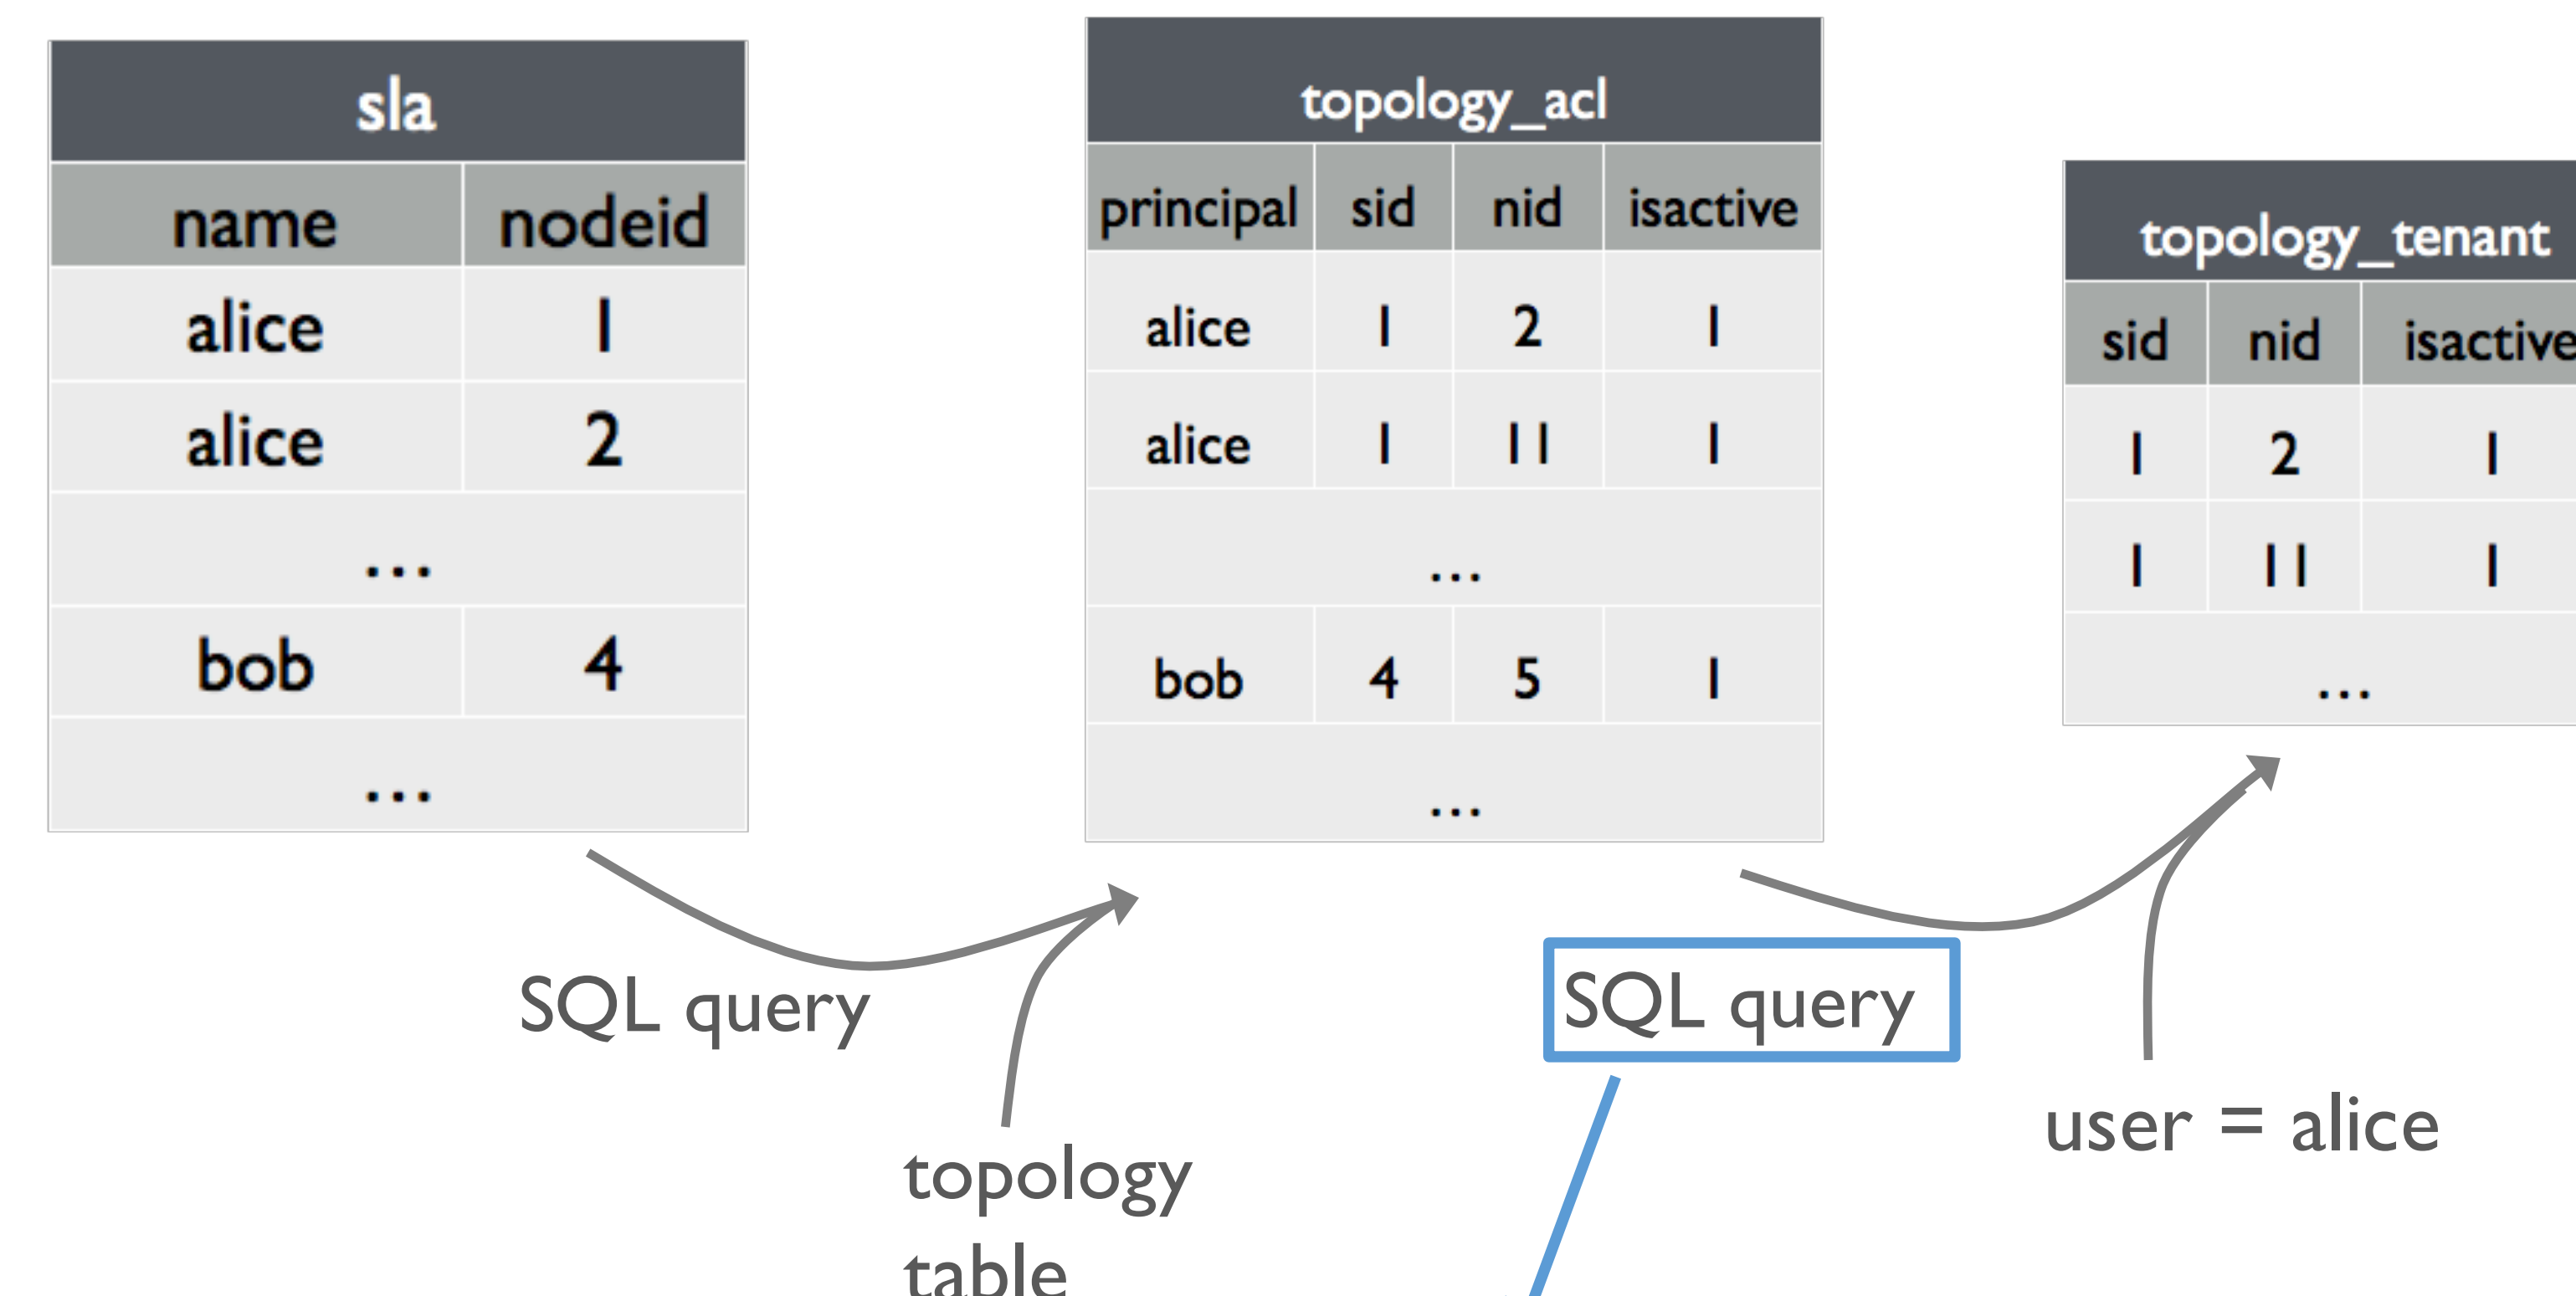 sla
name nodeid
alice 1
alice 2
...
bob 4
...
topology_acl
principal sid nid isactive
alice 1 2 1
alice 1 11 1
...
bob 4 5 1
...
topology_tenant
sid nid isactive
1 2 1
1 11 1
...
SQL query
topology
table
SQL query
user = alice